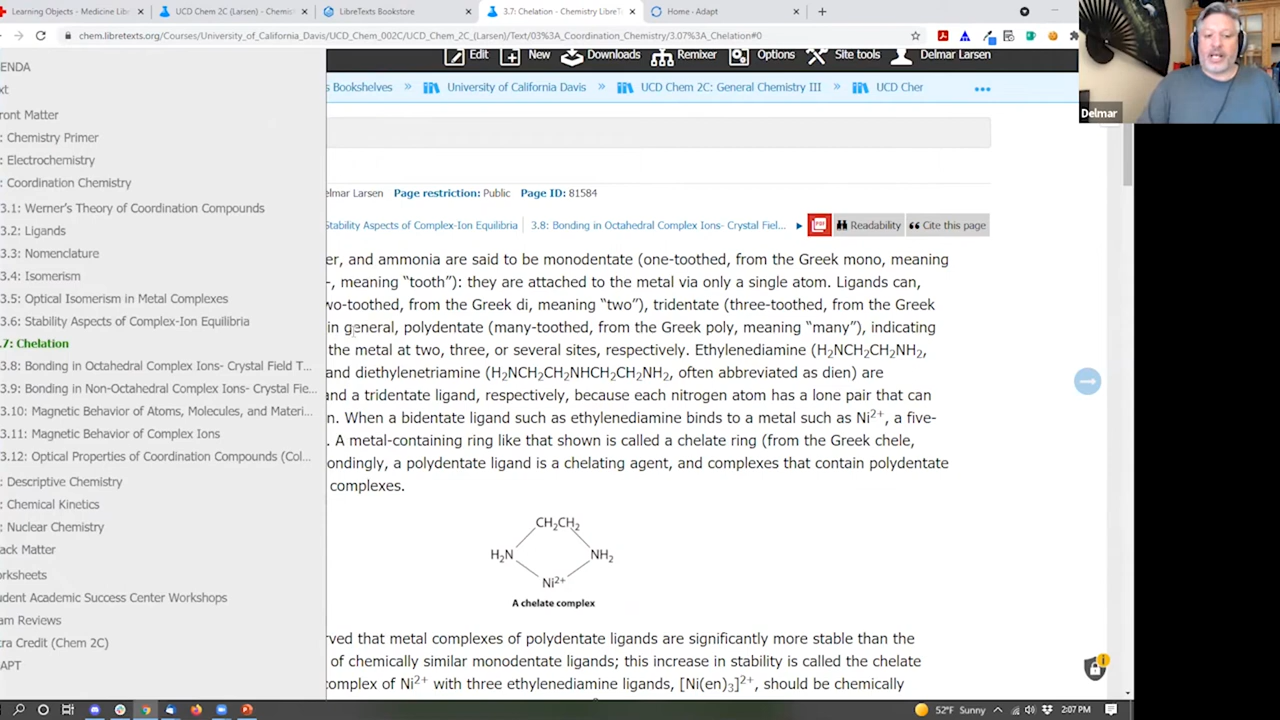 Learning Objects - Medicine Lib
UCD Chem 2C (Larsen) - Chemist
LibreTexts Bookstore
3.7: Chelation - Chemistry LibreT
Home - Adapt
chem.libretexts.org/Courses/University_of_California_Davis/UCD_Chem_002C/UCD_Chem_2C_(Larsen)/Text/03%3A_Coordination_Chemistry/3.07%3A_Chelation#0
Edit New Downloads Remixer Options Site tools Delmar Larsen
s Bookshelves » University of California Davis » UCD Chem 2C: General Chemistry III » UCD Cher •••
Delmar
ENDA
xt
ront Matter
: Chemistry Primer
: Electrochemistry
: Coordination Chemistry
3.1: Werner's Theory of Coordination Compounds
3.2: Ligands
3.3: Nomenclature
3.4: Isomerism
3.5: Optical Isomerism in Metal Complexes
3.6: Stability Aspects of Complex-Ion Equilibria
.7: Chelation
3.8: Bonding in Octahedral Complex Ions- Crystal Field T...
3.9: Bonding in Non-Octahedral Complex Ions- Crystal Fie...
3.10: Magnetic Behavior of Atoms, Molecules, and Materi...
3.11: Magnetic Behavior of Complex Ions
3.12: Optical Properties of Coordination Compounds (Col...
: Descriptive Chemistry
: Chemical Kinetics
: Nuclear Chemistry
ack Matter
orksheets
udent Academic Success Center Workshops
am Reviews
tra Credit (Chem 2C)
APT
elmar Larsen Page restriction: Public Page ID: 81584
Stability Aspects of Complex-Ion Equilibria 3.8: Bonding in Octahedral Complex Ions- Crystal Fiel... ▸ PDF Readability Cite this page
er, and ammonia are said to be monodentate (one-toothed, from the Greek mono, meaning
-, meaning “tooth”): they are attached to the metal via only a single atom. Ligands can,
wo-toothed, from the Greek di, meaning “two”), tridentate (three-toothed, from the Greek
in general, polydentate (many-toothed, from the Greek poly, meaning “many”), indicating
the metal at two, three, or several sites, respectively. Ethylenediamine (H₂NCH₂CH₂NH₂,
and diethylenetriamine (H₂NCH₂CH₂NHCH₂CH₂NH₂, often abbreviated as dien) are
and a tridentate ligand, respectively, because each nitrogen atom has a lone pair that can
n. When a bidentate ligand such as ethylenediamine binds to a metal such as Ni²⁺, a five-
. A metal-containing ring like that shown is called a chelate ring (from the Greek chele,
ondingly, a polydentate ligand is a chelating agent, and complexes that contain polydentate
complexes.
CH₂CH₂
H₂N NH₂
Ni²⁺
A chelate complex
rved that metal complexes of polydentate ligands are significantly more stable than the
of chemically similar monodentate ligands; this increase in stability is called the chelate
omplex of Ni²⁺ with three ethylenediamine ligands, [Ni(en)₃]²⁺, should be chemically
52°F Sunny 2:07 PM